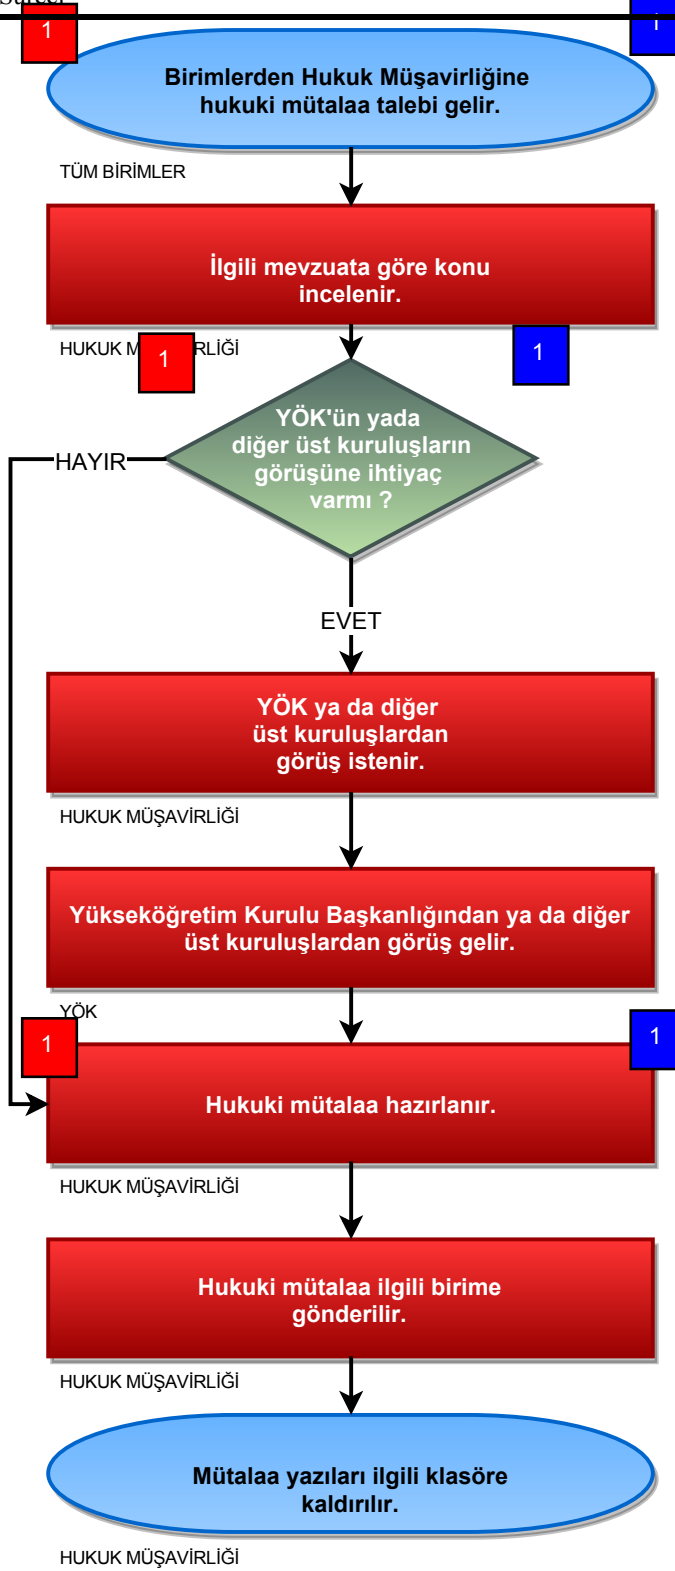 1
1
Birimlerden Hukuk Müşavirliğine
hukuki mütalaa talebi gelir.
TÜM BİRİMLER
İlgili mevzuata göre konu
incelenir.
HUKUK
1
1
YÖK'ün yada
diğer üst kuruluşların
görüşüne ihtiyaç
varmı ?
HAYIR
EVET
YÖK ya da diğer
üst kuruluşlardan
görüş istenir.
HUKUK MÜŞAVİRLİĞİ
Yükseköğretim Kurulu Başkanlığından ya da diğer
üst kuruluşlardan görüş gelir.
YÖK
1
1
Hukuki mütalaa hazırlanır.
HUKUK MÜŞAVİRLİĞİ
Hukuki mütalaa ilgili birime
gönderilir.
HUKUK MÜŞAVİRLİĞİ
Mütalaa yazıları ilgili klasöre
kaldırılır.
HUKUK MÜŞAVİRLİĞİ